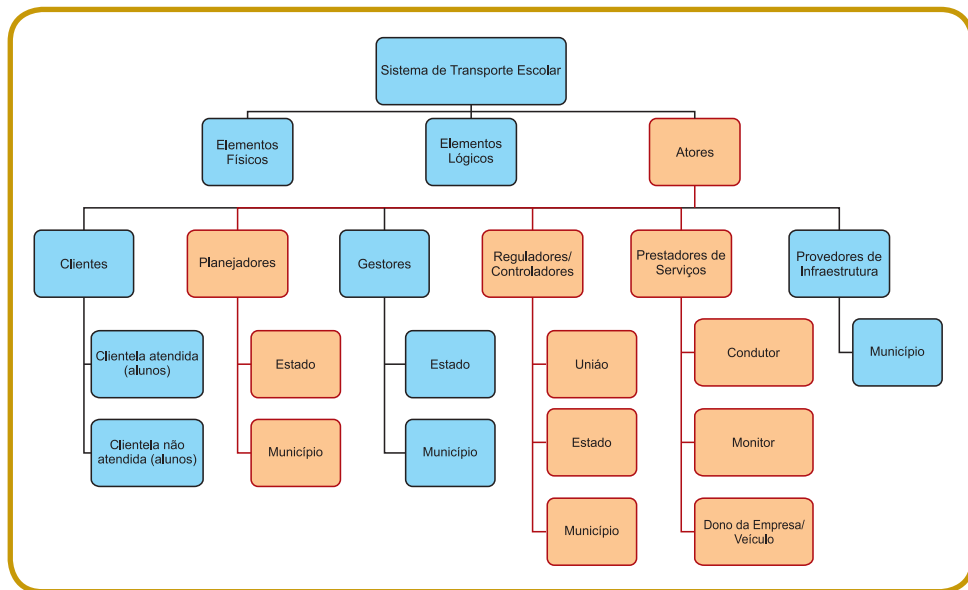 Sistema de Transporte Escolar
Elementos
Físicos
Elementos
Lógicos
Atores
Clientes
Planejadores
Gestores
Reguladores/
Controladores
Prestadores de
Serviços
Provedores de
Infraestrutura
Clientela atendida
(alunos)
Estado
Estado
Uniáo
Condutor
Município
Clientela não
atendida (alunos)
Município
Município
Estado
Monitor
Município
Dono da Empresa/
Veículo